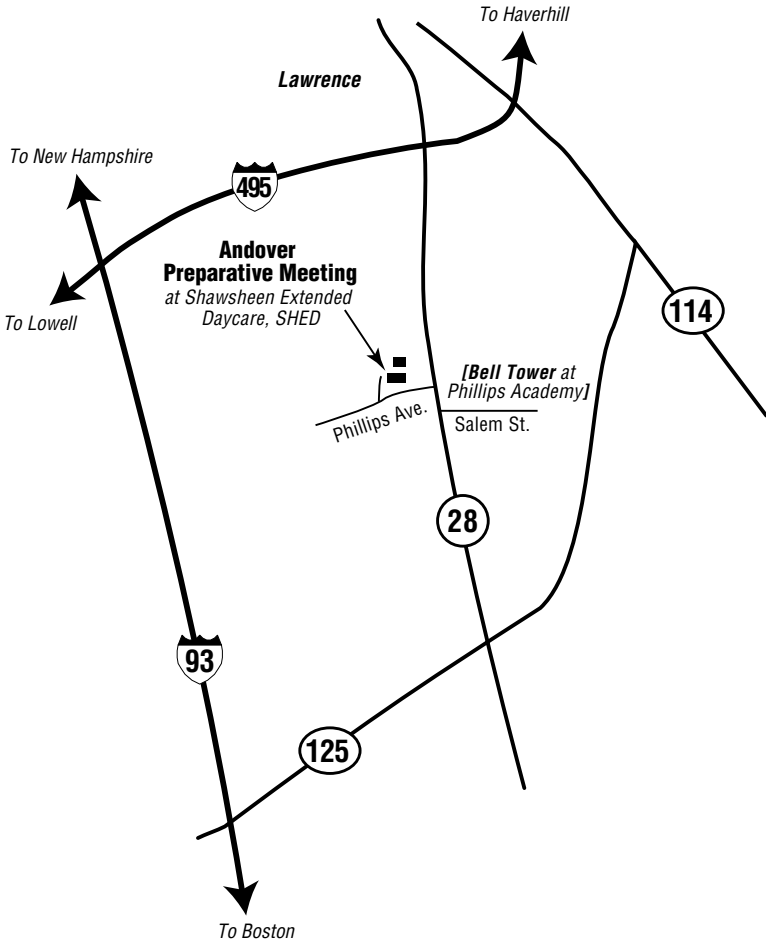 To Haverhill
Lawrence
To New Hampshire
495
Andover
Preparative Meeting
at Shawsheen Extended
Daycare, SHED
To Lowell
114
[Bell Tower at
Phillips Academy]
Phillips Ave.
Salem St.
28
93
125
To Boston